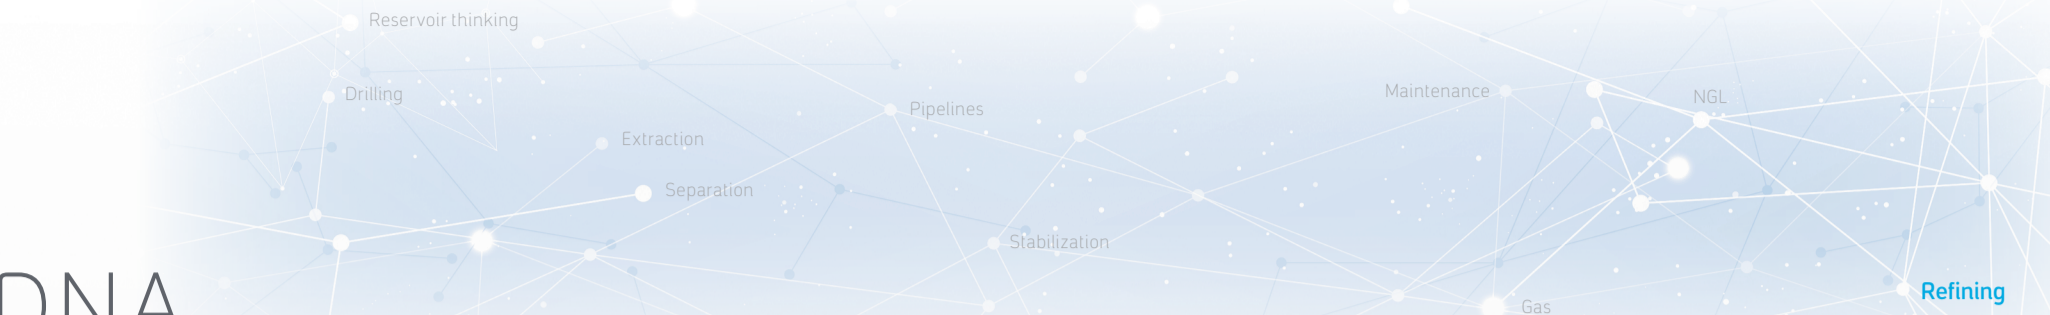 Reservoir thinking
Drilling
Maintenance
NGL
Pipelines
Extraction
Separation
Stabilization
Refining
Gas
DNA